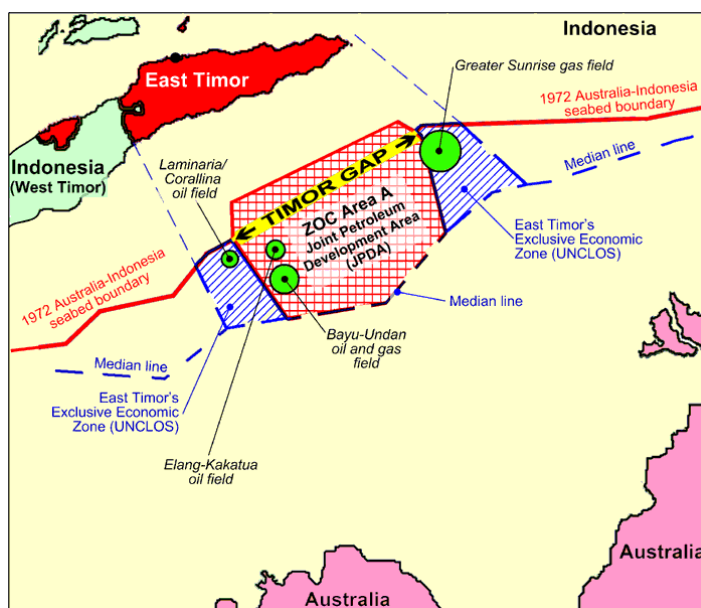 Indonesia
East Timor
Greater Sunrise gas field
1972 Australia-Indonesia
seabed boundary
Indonesia
(West Timor)
Laminaria/
Corallina
oil field
Median line
TIMOR GAP
ZOC Area A
Joint Petroleum
Development Area
(JPDA)
East Timor's
Exclusive Economic
Zone (UNCLOS)
1972 Australia-Indonesia
seabed boundary
Median line
Bayu-Undan
oil and gas
field
Median line
East Timor's
Exclusive Economic
Zone (UNCLOS)
Elang-Kakatua
oil field
Australia
Australia